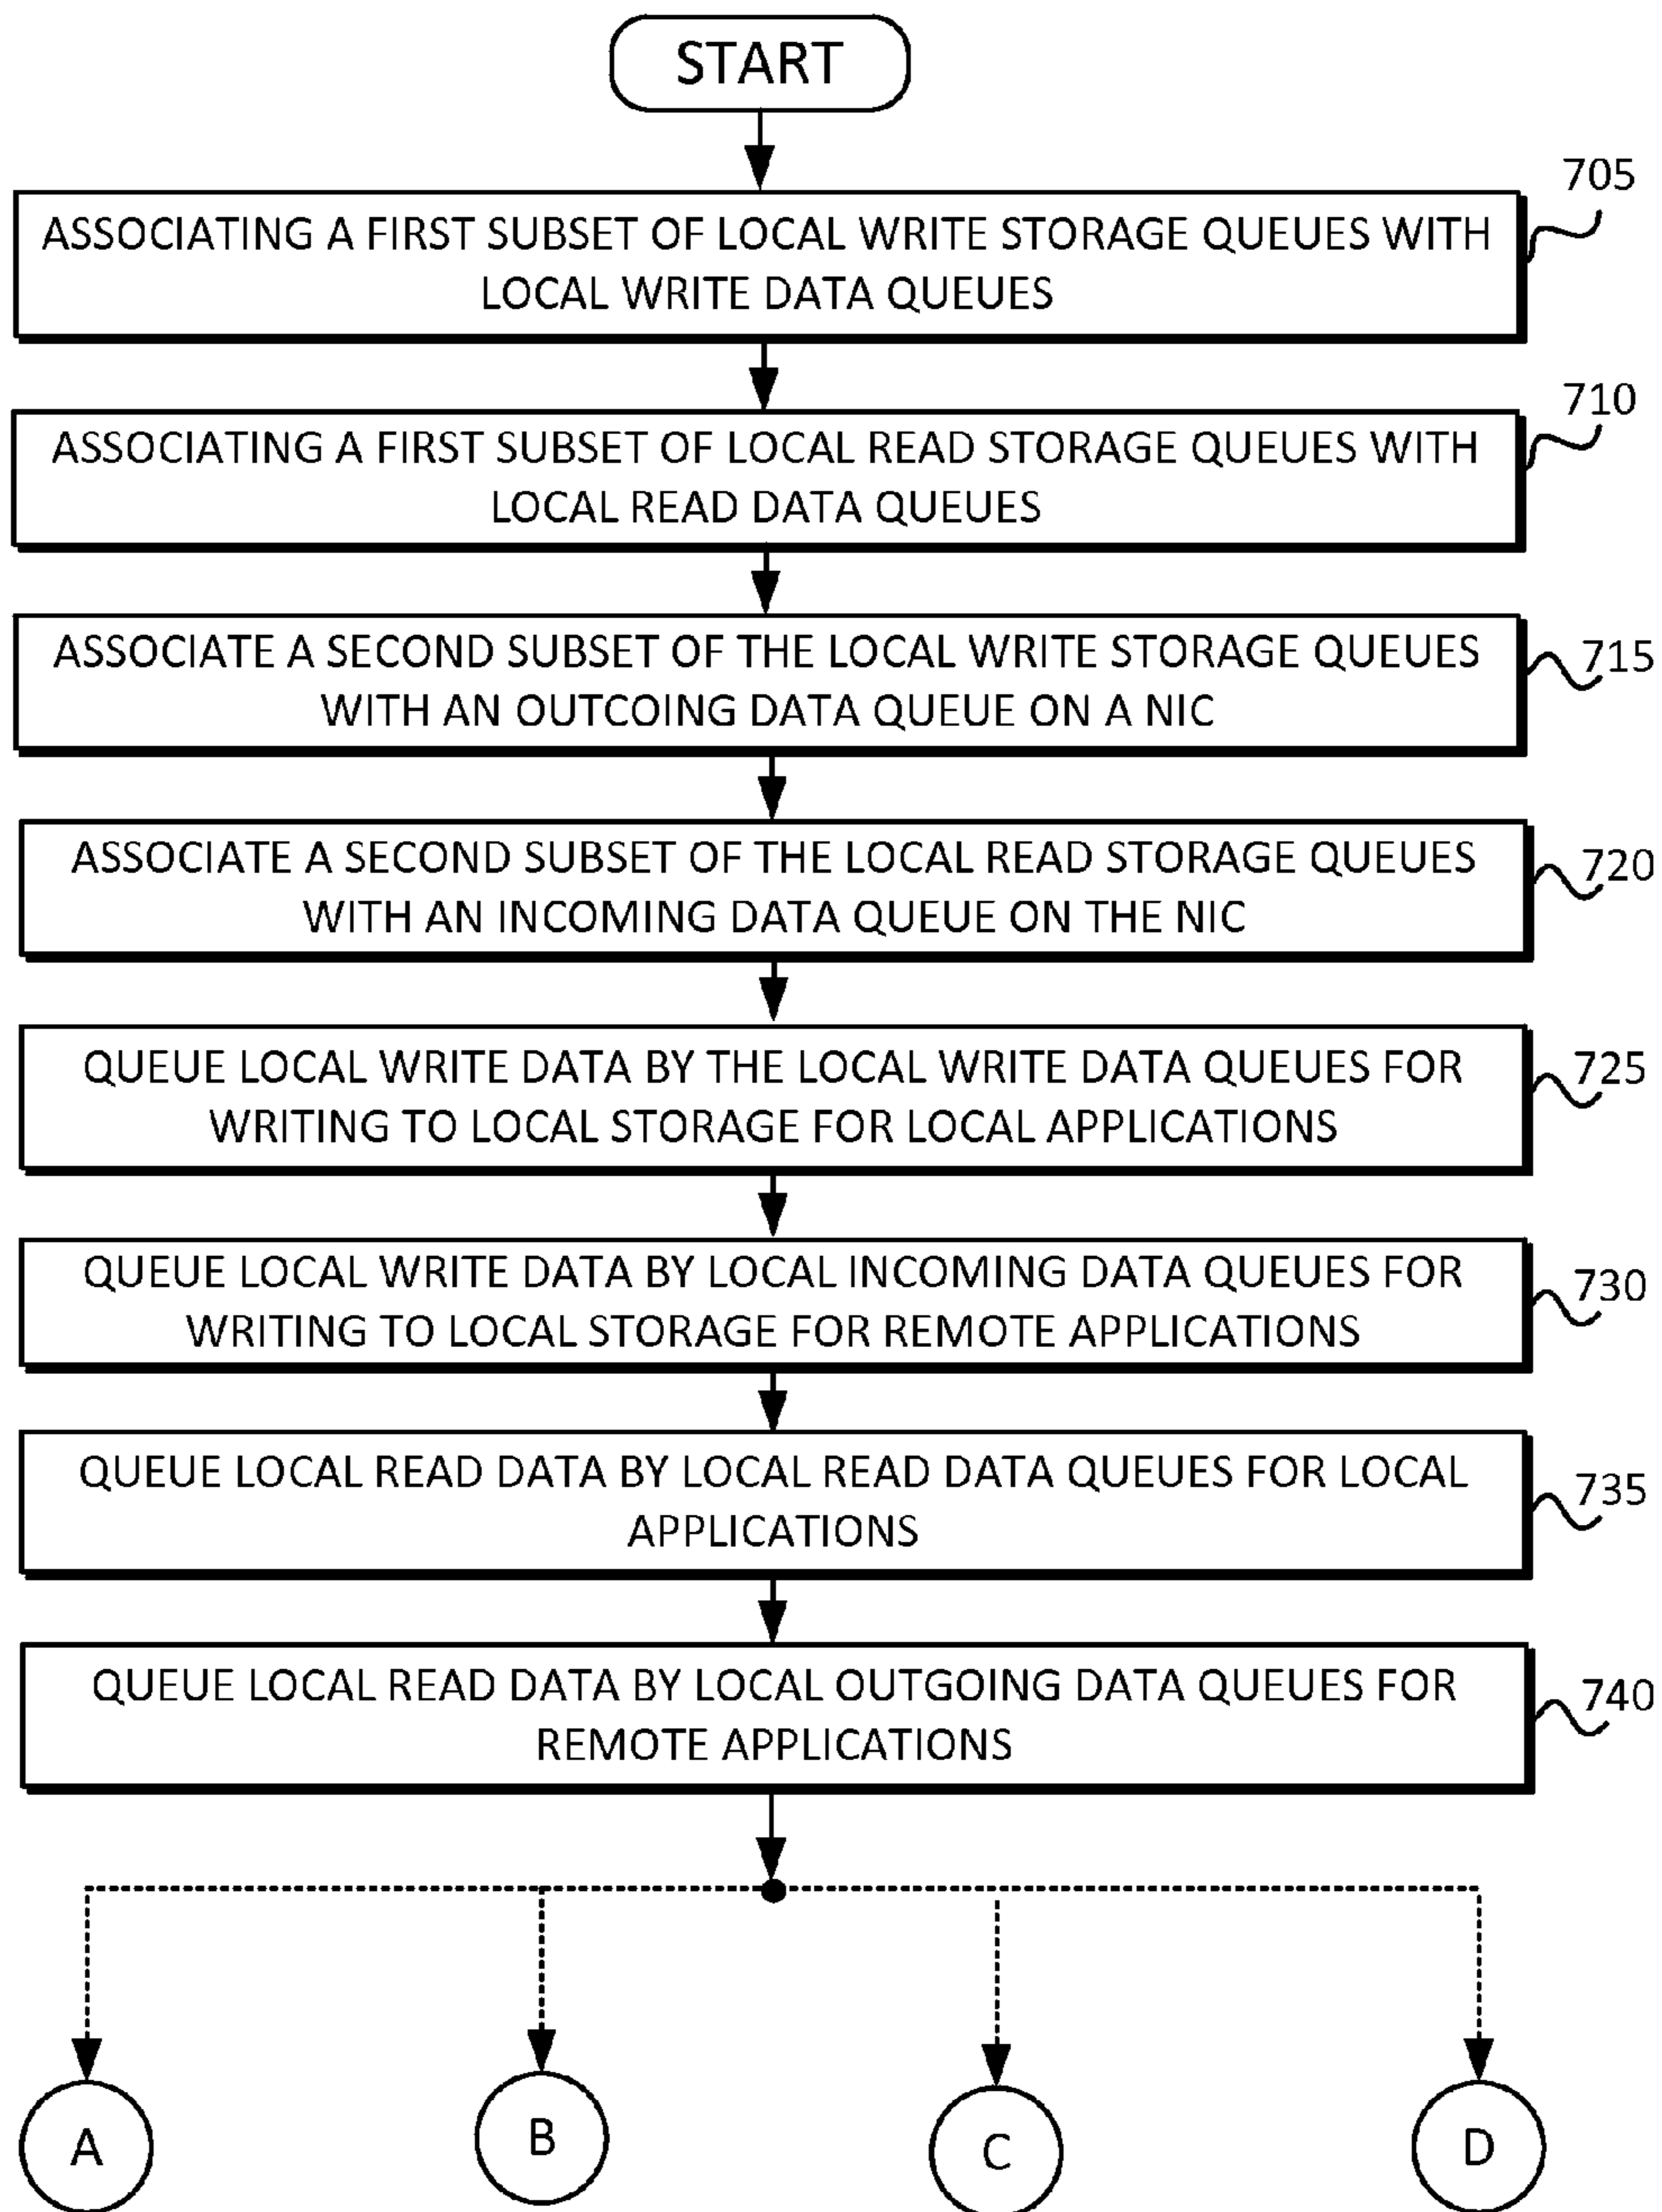 START
705
ASSOCIATING A FIRST SUBSET OF LOCAL WRITE STORAGE QUEUES WITH
LOCAL WRITE DATA QUEUES
710
ASSOCIATING A FIRST SUBSET OF LOCAL READ STORAGE QUEUES WITH
LOCAL READ DATA QUEUES
ASSOCIATE A SECOND SUBSET OF THE LOCAL WRITE STORAGE QUEUES
715
WITH AN OUTCOING DATA QUEUE ON A NIC
ASSOCIATE A SECOND SUBSET OF THE LOCAL READ STORAGE QUEUES
720
WITH AN INCOMING DATA QUEUE ON THE NIC
QUEUE LOCAL WRITE DATA BY THE LOCAL WRITE DATA QUEUES FOR
725
WRITING TO LOCAL STORAGE FOR LOCAL APPLICATIONS
QUEUE LOCAL WRITE DATA BY LOCAL INCOMING DATA QUEUES FOR
730
WRITING TO LOCAL STORAGE FOR REMOTE APPLICATIONS
QUEUE LOCAL READ DATA BY LOCAL READ DATA QUEUES FOR LOCAL
735
APPLICATIONS
QUEUE LOCAL READ DATA BY LOCAL OUTGOING DATA QUEUES FOR
740
REMOTE APPLICATIONS
A
B
C
D